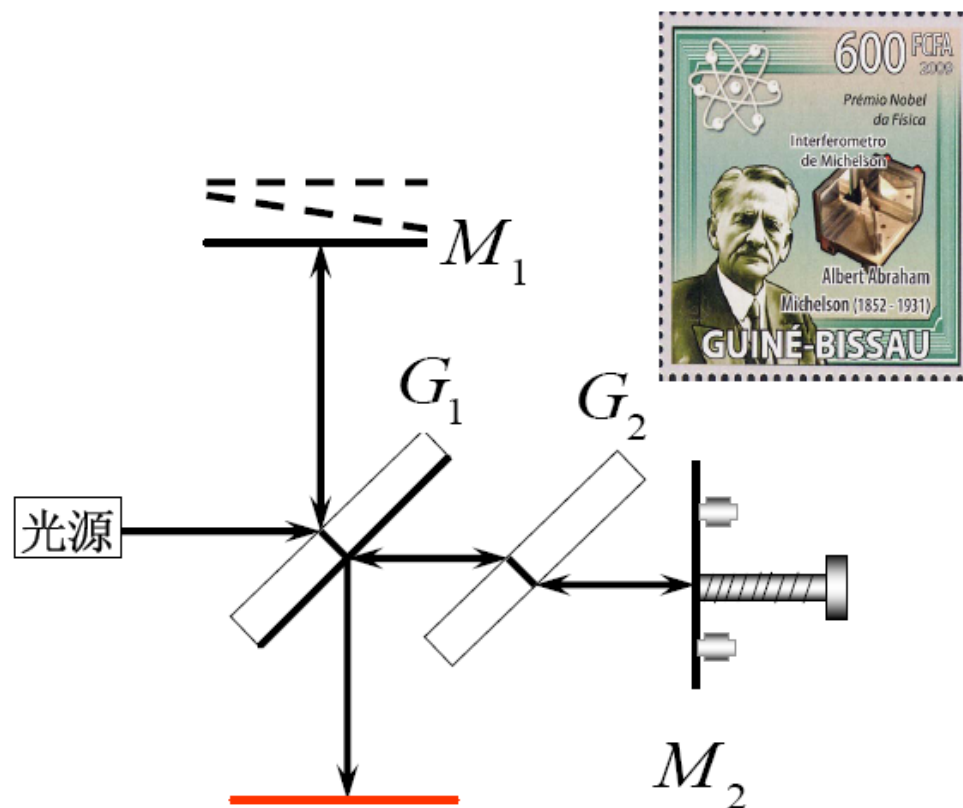 600 FCFA
2009
Prémio Nobel
da Física
Interferometro
de Michelson
Albert Abraham
Michelson (1852 - 1931)
GUINÉ-BISSAU
M1
G1
G2
光源
M2